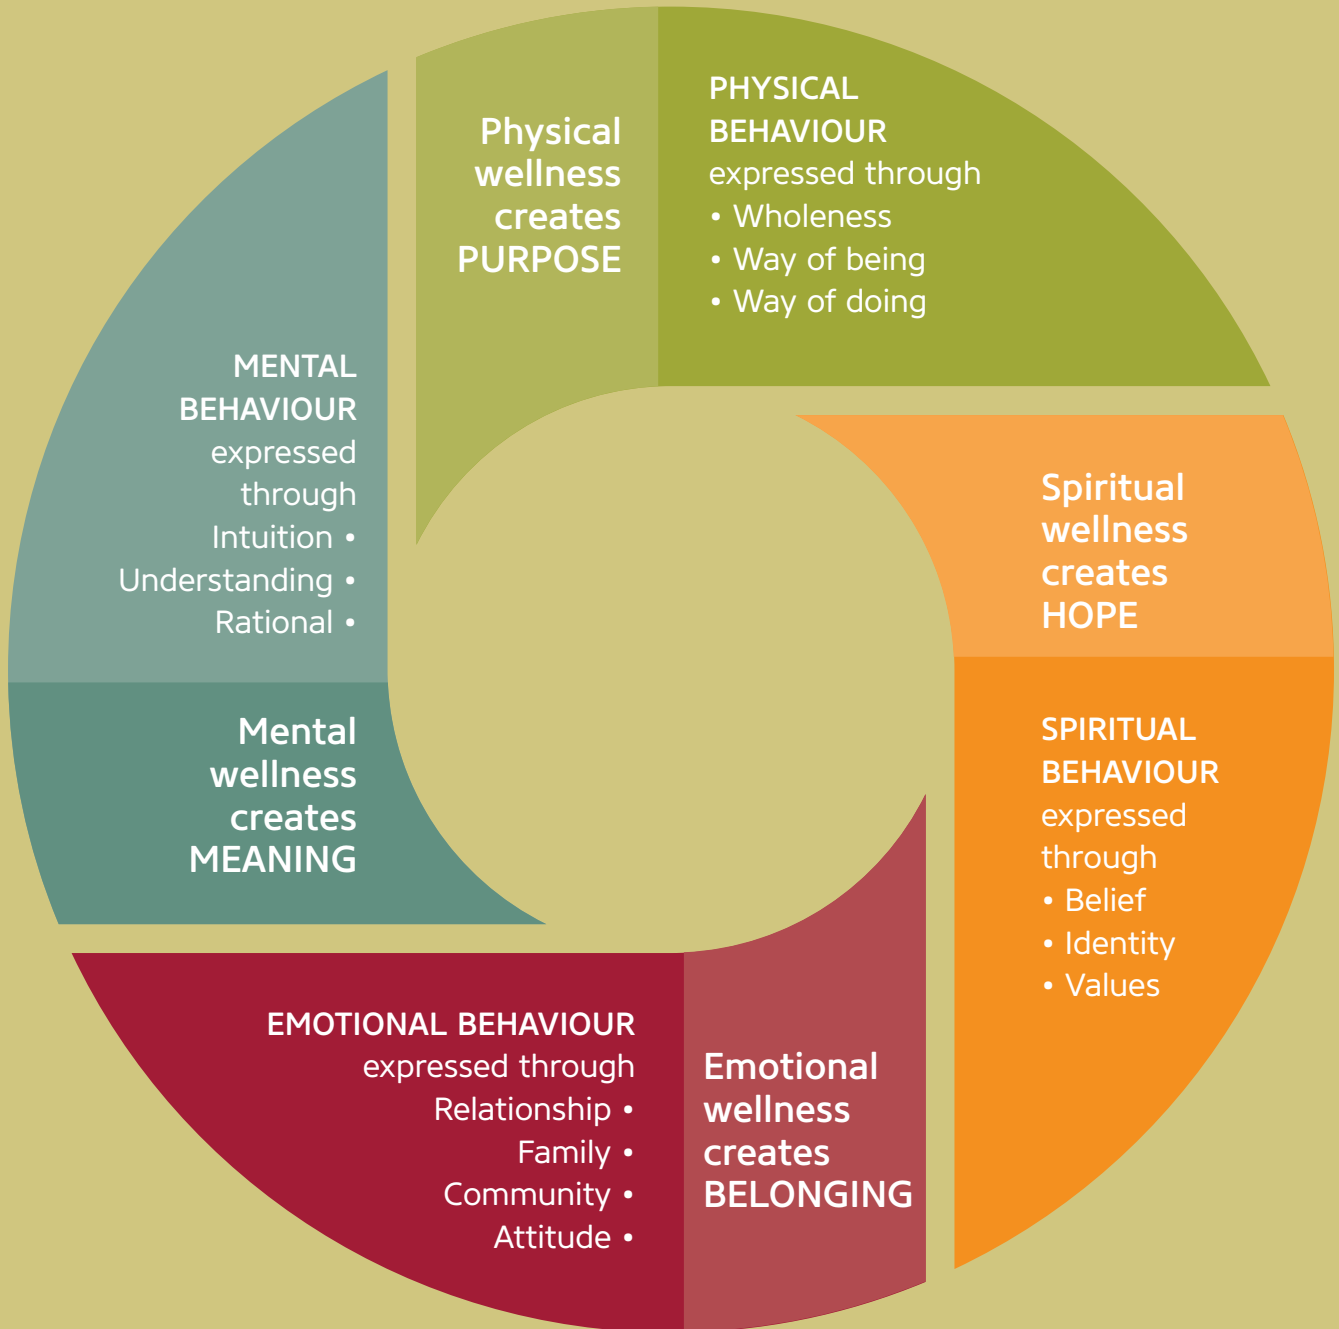 Physical
wellness
creates
PURPOSE
PHYSICAL
BEHAVIOUR
expressed through
• Wholeness
• Way of being
• Way of doing
Spiritual
wellness
creates
HOPE
SPIRITUAL
BEHAVIOUR
expressed
through
• Belief
• Identity
• Values
Emotional
wellness
creates
BELONGING
EMOTIONAL BEHAVIOUR
expressed through
Relationship •
Family •
Community •
Attitude •
Mental
wellness
creates
MEANING
MENTAL
BEHAVIOUR
expressed
through
Intuition •
Understanding •
Rational •